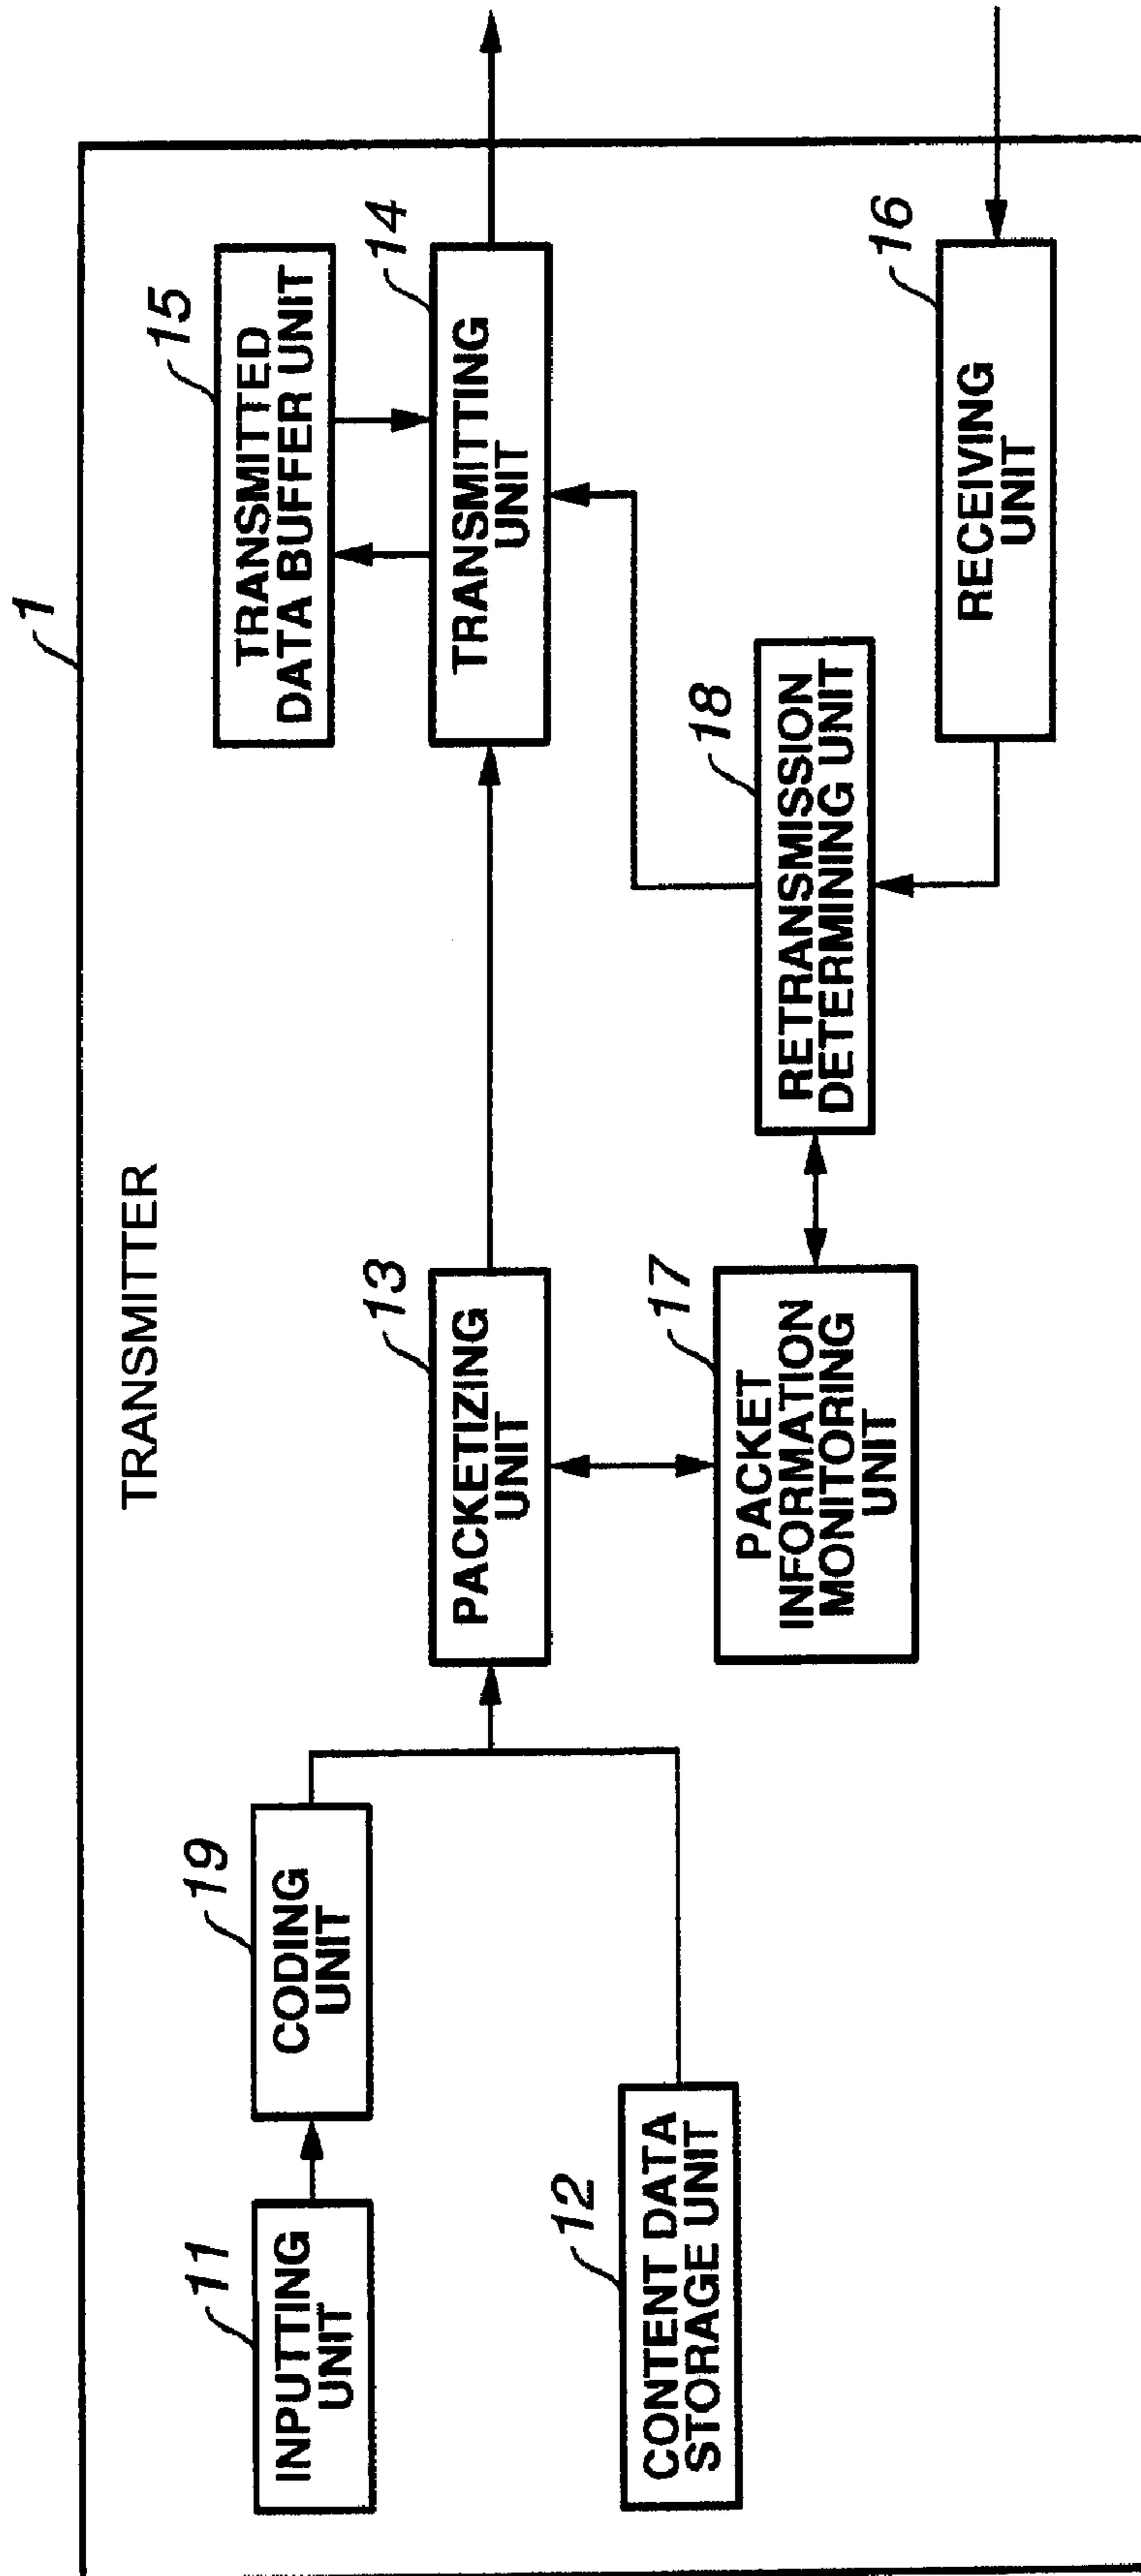 1
TRANSMITTER
11
INPUTTING
UNIT
19
CODING
UNIT
12
CONTENT DATA
STORAGE UNIT
13
PACKETIZING
UNIT
17
PACKET
INFORMATION
MONITORING
UNIT
15
TRANSMITTED
DATA BUFFER UNIT
14
TRANSMITTING
UNIT
18
RETRANSMISSION
DETERMINING UNIT
16
RECEIVING
UNIT